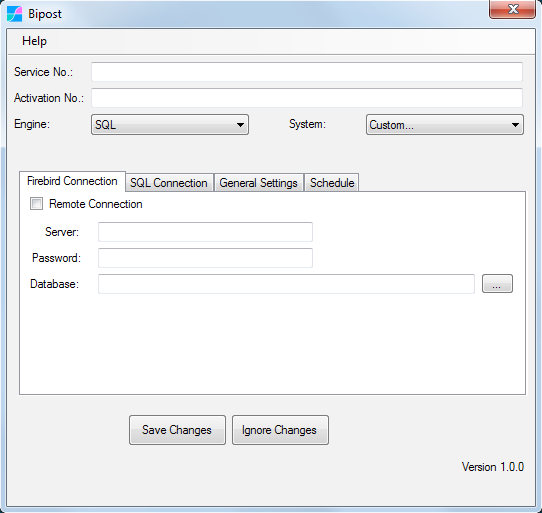 Bipost
Help
Service No.:
Activation No.:
Engine: SQL System: Custom...
Firebird Connection SQL Connection General Settings Schedule
Remote Connection
Server:
Password:
Database: ...
Save Changes Ignore Changes
Version 1.0.0